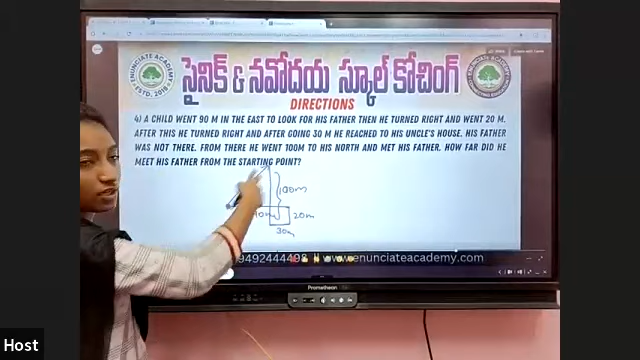 సైనిక్ & నవోదయ స్కూల్ కోచింగ్
ENUNCIATE ACADEMY
ESTD. 2019
DIRECTIONS
4) A CHILD WENT 90 M IN THE EAST TO LOOK FOR HIS FATHER THEN HE TURNED RIGHT AND WENT 20 M.
AFTER THIS HE TURNED RIGHT AND AFTER GOING 30 M HE REACHED TO HIS UNCLE'S HOUSE. HIS FATHER
WAS NOT THERE. FROM THERE HE WENT 100M TO HIS NORTH AND MET HIS FATHER. HOW FAR DID HE
MEET HIS FATHER FROM THE STARTING POINT?
100m
20m
30m
9492444498 || www.enunciateacademy.com
Promethean
Host